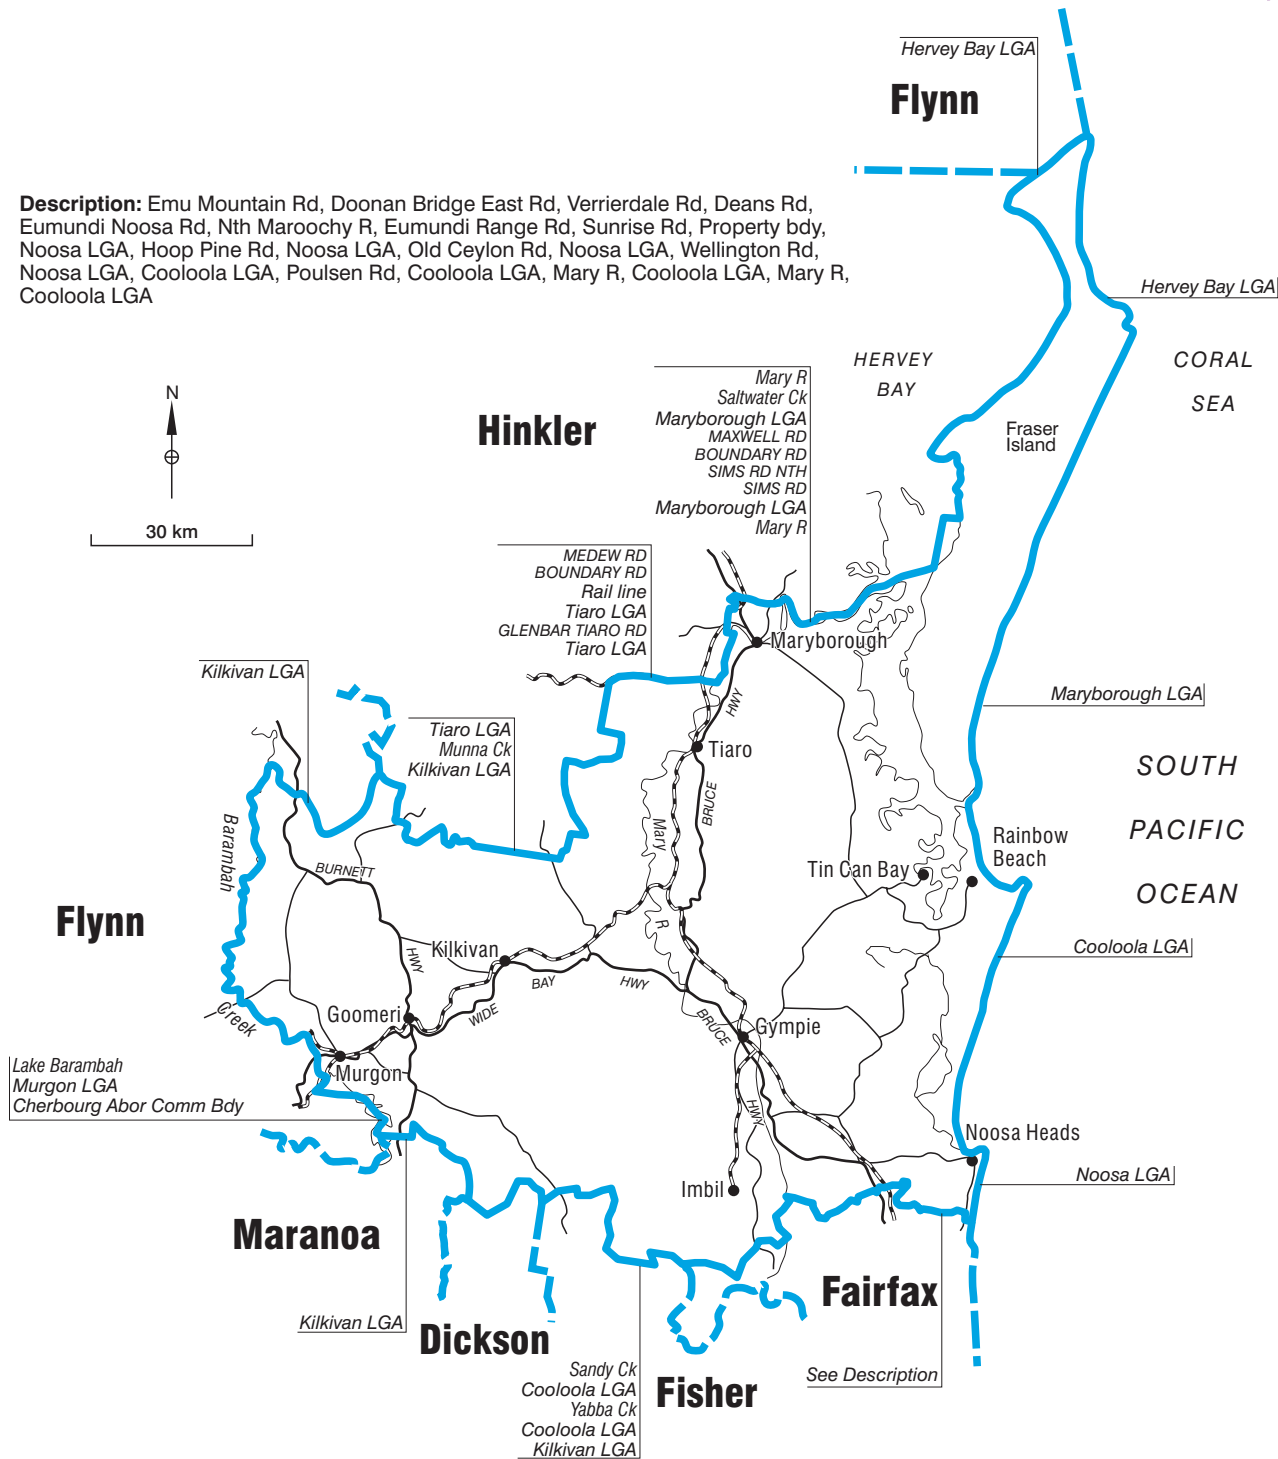 Hervey Bay LGA
Flynn
Description: Emu Mountain Rd, Doonan Bridge East Rd, Verrierdale Rd, Deans Rd,
Eumundi Noosa Rd, Nth Maroochy R, Eumundi Range Rd, Sunrise Rd, Property bdy,
Noosa LGA, Hoop Pine Rd, Noosa LGA, Old Ceylon Rd, Noosa LGA, Wellington Rd,
Noosa LGA, Cooloola LGA, Poulsen Rd, Cooloola LGA, Mary R, Cooloola LGA, Mary R,
Cooloola LGA
Hervey Bay LGA
HERVEY
BAY
CORAL
SEA
N
30 km
Hinkler
Mary R
Saltwater Ck
Maryborough LGA
MAXWELL RD
BOUNDARY RD
SIMS RD NTH
SIMS RD
Maryborough LGA
Mary R
Fraser
Island
MEDEW RD
BOUNDARY RD
Rail line
Tiaro LGA
GLENBAR TIARO RD
Tiaro LGA
Maryborough
Kilkivan LGA
Maryborough LGA
HWY
Tiaro LGA
Munna Ck
Kilkivan LGA
Tiaro
BRUCE
Mary
R
SOUTH
PACIFIC
OCEAN
Barambah
Creek
BURNETT
HWY
Rainbow
Beach
Tin Can Bay
Flynn
Kilkivan
Cooloola LGA
BAY
HWY
WIDE
BRUCE
Goomeri
Gympie
Murgon
Lake Barambah
Murgon LGA
Cherbourg Abor Comm Bdy
HWY
Noosa Heads
Noosa LGA
Imbil
Maranoa
Kilkivan LGA
Dickson
Fairfax
Sandy Ck
Cooloola LGA
Yabba Ck
Cooloola LGA
Kilkivan LGA
Fisher
See Description